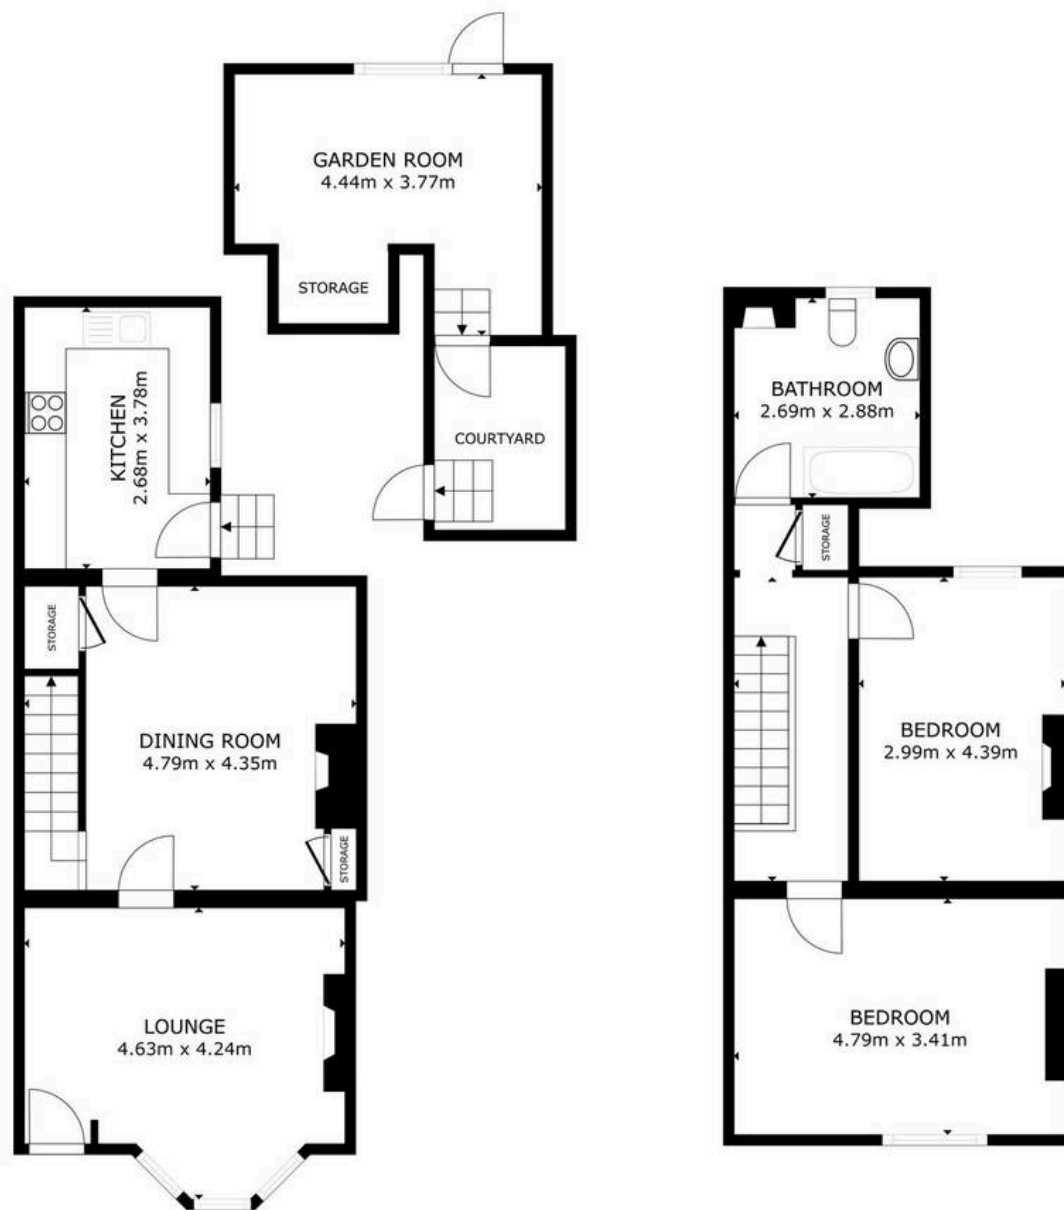 GARDEN ROOM
4.44m x 3.77m
STORAGE
KITCHEN
2.68m x 3.78m
COURTYARD
STORAGE
DINING ROOM
4.79m x 4.35m
STORAGE
LOUNGE
4.63m x 4.24m
BATHROOM
2.69m x 2.88m
STORAGE
BEDROOM
2.99m x 4.39m
BEDROOM
4.79m x 3.41m